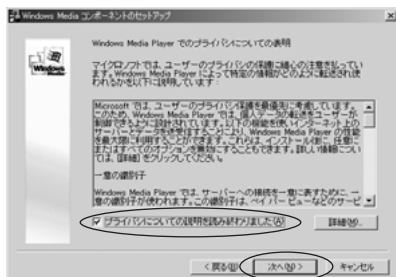 Windows Media コンポーネントのセットアップ
Windows Media Player でのプライバシについての表明
マイクロソフトでは、ユーザーのプライバシの保護に細心の注意を払っています。Windows Media Player によって特定の情報がどのように転送され使われるかを以下に説明しています:
Windows Media
Microsoft では、ユーザーのプライバシ保護を最優先に考慮しています。
このため、Windows Media Player では、個人データの転送をユーザーが
制御できるように設計されています。以下の機能を使いインターネット上の
サーバーとデータを送受信することにより、Windows Media Player の性能
を最大限に利用することができます。これらは、インストール後に、任意に
またはすべてのオプションを無効にすることもできます。詳しい情報につい
ては、[詳細] をクリックしてください。
一意の識別子
Windows Media Player では、サーバーへの接続を一意に表すために、一
意の識別子が使われます。この識別子は、ペイ パー ビューなどのサービ
プライバシについての説明を読み終わりました(A)
詳細(M)...
< 戻る(B)
次へ(N) >
キャンセル